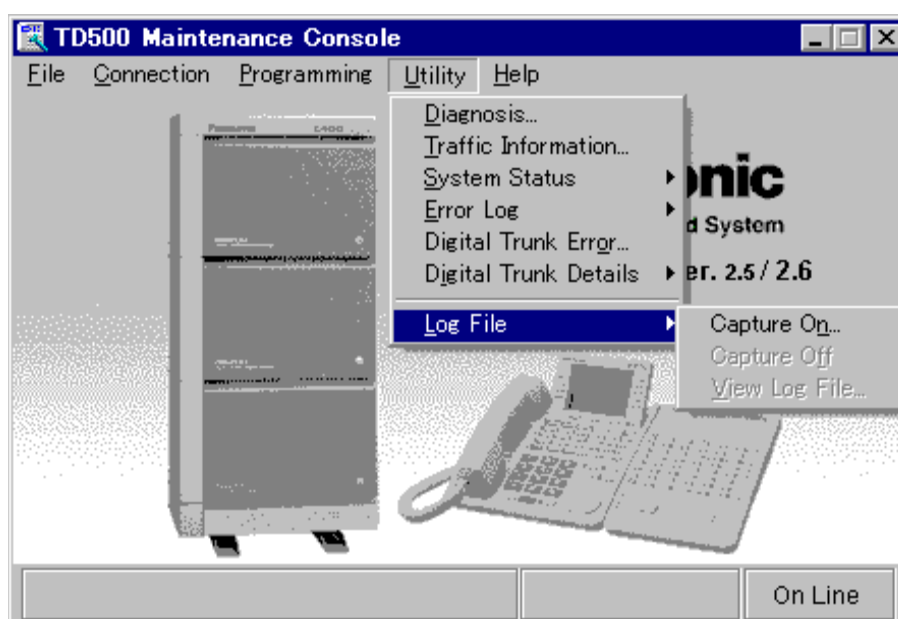 TD500 Maintenance Console
File Connection Programming Utility Help
Diagnosis...
Traffic Information...
System Status
Error Log
Digital Trunk Error...
Digital Trunk Details
Log File
Capture On...
Capture Off
View Log File...
Panasonic
onic
d System
er. 2.5 / 2.6
On Line